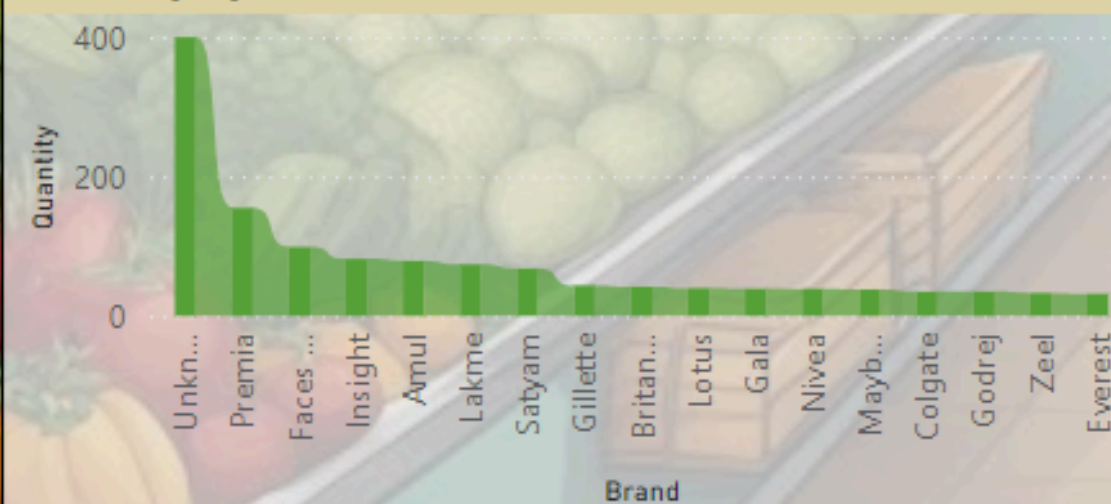 400
200
0
Quantity
Unkn...
Premia
Faces ...
Insight
Amul
Lakme
Satyam
Gillette
Britan...
Lotus
Gala
Nivea
Mayb...
Colgate
Godrej
Zeel
Everest
Brand